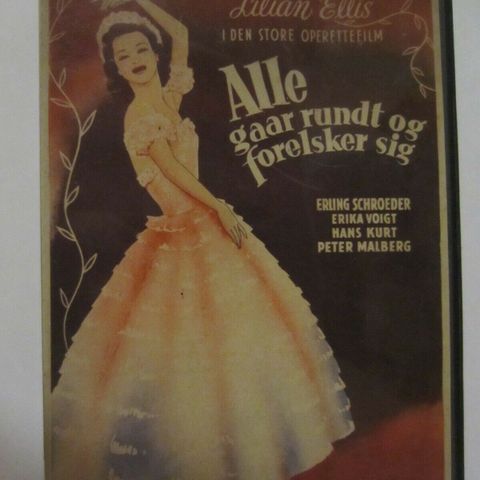 Lilian Ellis
I DEN STORE OPERETTEFILM
Alle
gaar rundt og
forelsker sig
ERLING SCHROEDER
ERIKA VOIGT
HANS KURT
PETER MALBERG